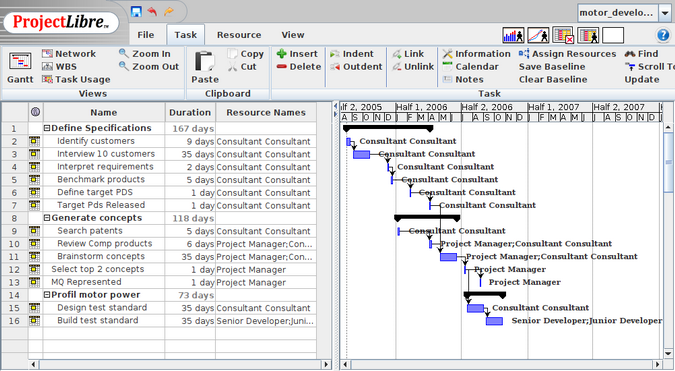 ProjectLibre™
motor_develo...
File Task Resource View
Network Zoom In Copy Insert Indent Link Information Assign Resources Find
WBS Zoom Out Cut Delete Outdent Unlink Calendar Save Baseline Scroll To
Gantt Task Usage Paste Notes Clear Baseline Update
Views Clipboard Task
Name Duration Resource Names
alf 2, 2005 Half 1, 2006 Half 2, 2006 Half 1, 2007 Half 2, 2007 H
A S O N D J F M A M J J A S O N D J F M A M J J A S O N D J
1 Define Specifications 167 days
2 Identify customers 9 days Consultant Consultant Consultant Consultant
3 Interview 10 customers 35 days Consultant Consultant Consultant Consultant
4 Interpret requirements 2 days Consultant Consultant Consultant Consultant
5 Benchmark products 5 days Consultant Consultant Consultant Consultant
6 Define target PDS 1 day Consultant Consultant Consultant Consultant
7 Target Pds Released 1 day Consultant Consultant Consultant Consultant
8 Generate concepts 118 days
9 Search patents 5 days Consultant Consultant Consultant Consultant
10 Review Comp products 6 days Project Manager;Con... Project Manager;Consultant Consultant
11 Brainstorm concepts 35 days Project Manager;Con... Project Manager;Consultant Consultant
12 Select top 2 concepts 1 day Project Manager Project Manager
13 MQ Represented 1 day Project Manager Project Manager
14 Profil motor power 73 days
15 Design test standard 35 days Consultant Consultant Consultant Consultant
16 Build test standard 35 days Senior Developer;Juni... Senior Developer;Junior Developer